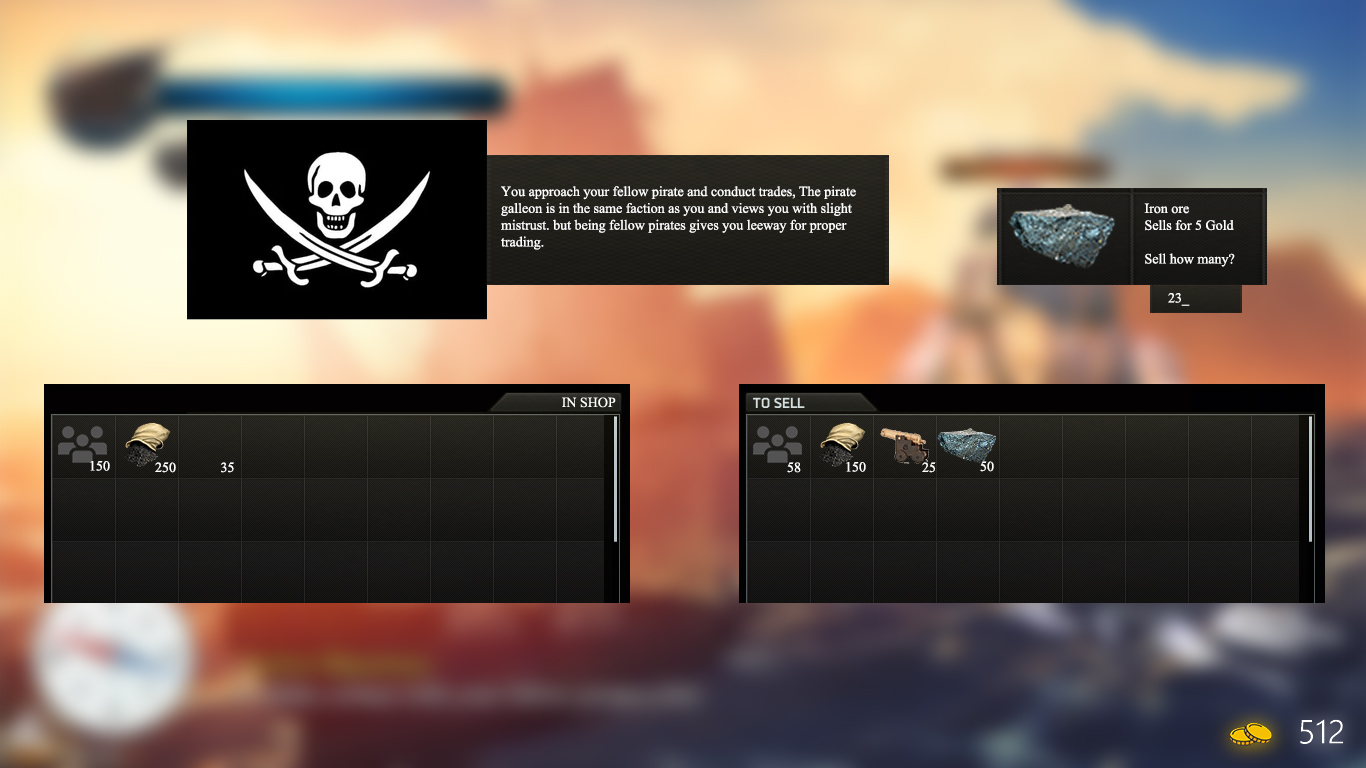 You approach your fellow pirate and conduct trades, The pirate
galleon is in the same faction as you and views you with slight
mistrust. but being fellow pirates gives you leeway for proper
trading.
Iron ore
Sells for 5 Gold
Sell how many?
23_
IN SHOP
150
250
35
TO SELL
58
150
25
50
512